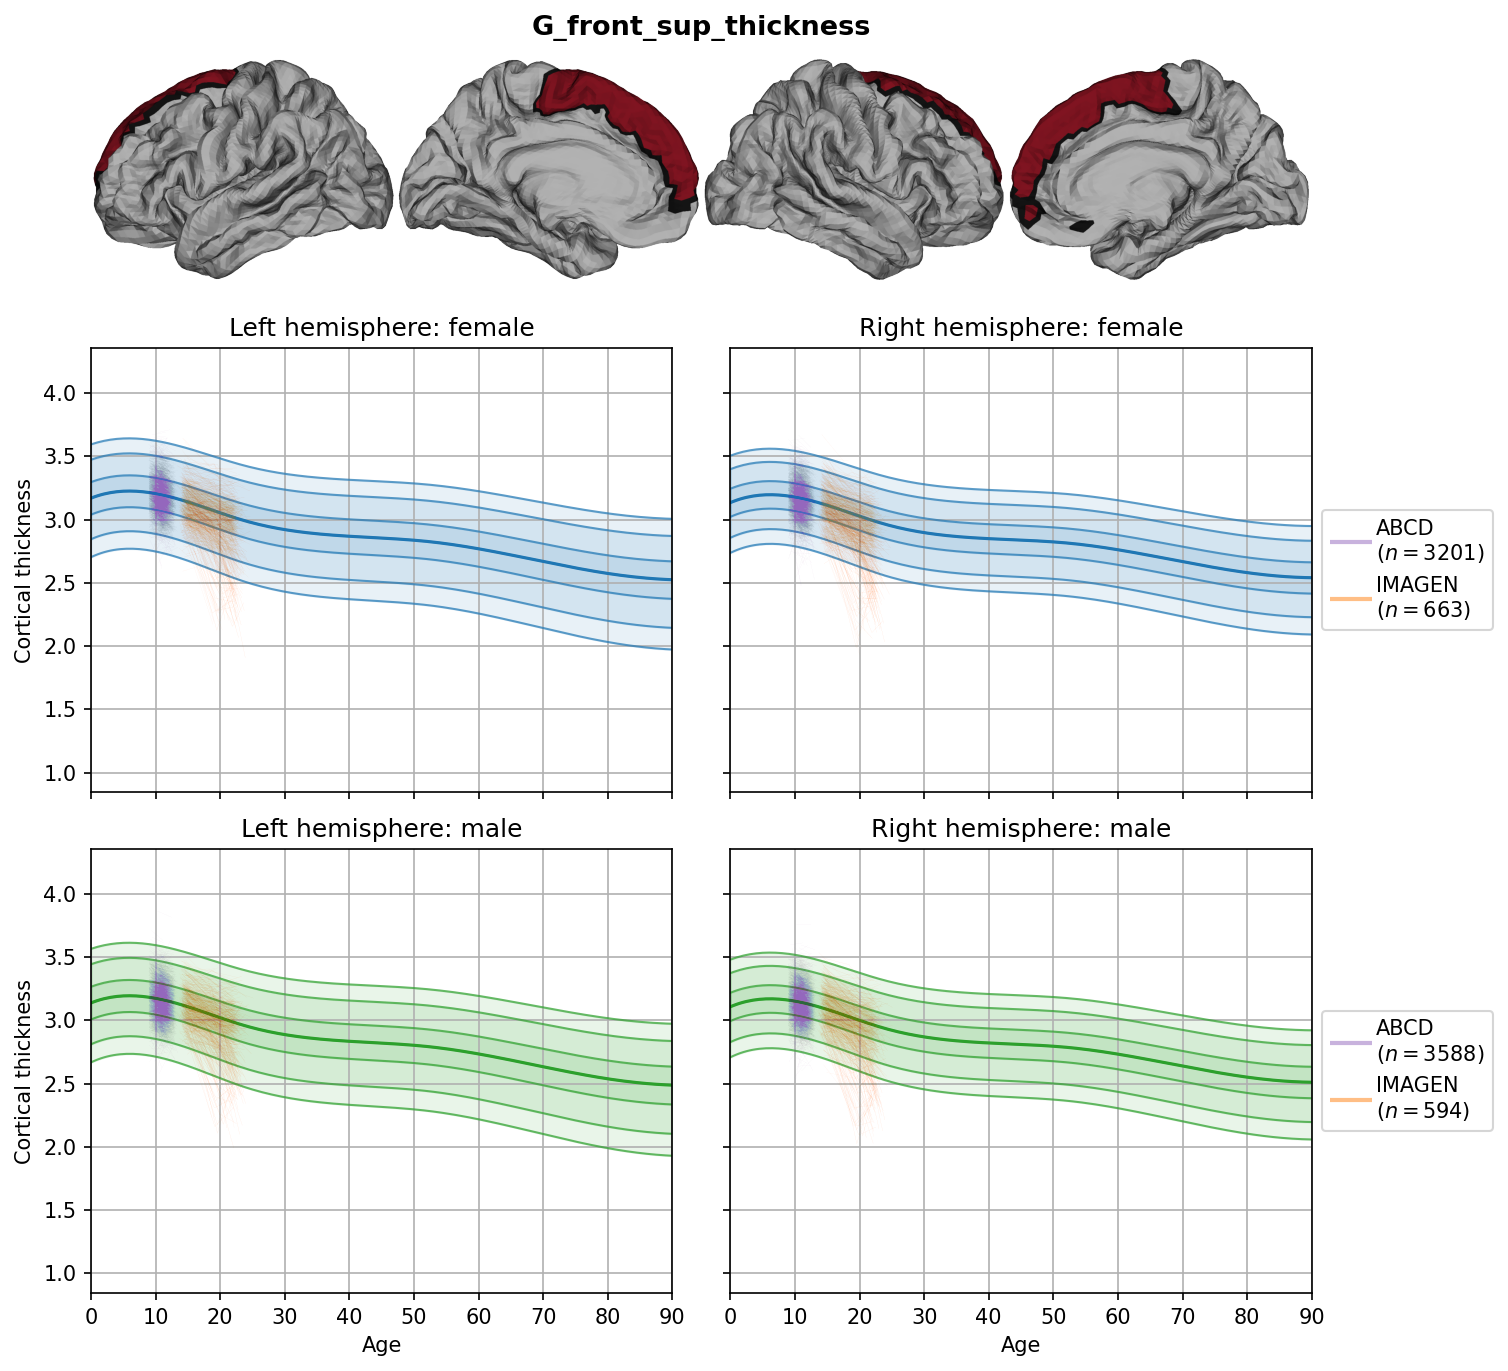 G_front_sup_thickness
Left hemisphere: female
Right hemisphere: female
Cortical thickness
4.0
3.5
3.0
2.5
2.0
1.5
1.0
ABCD
(n = 3201)
IMAGEN
(n = 663)
Left hemisphere: male
Right hemisphere: male
Cortical thickness
4.0
3.5
3.0
2.5
2.0
1.5
1.0
ABCD
(n = 3588)
IMAGEN
(n = 594)
0 10 20 30 40 50 60 70 80 90
0 10 20 30 40 50 60 70 80 90
Age
Age